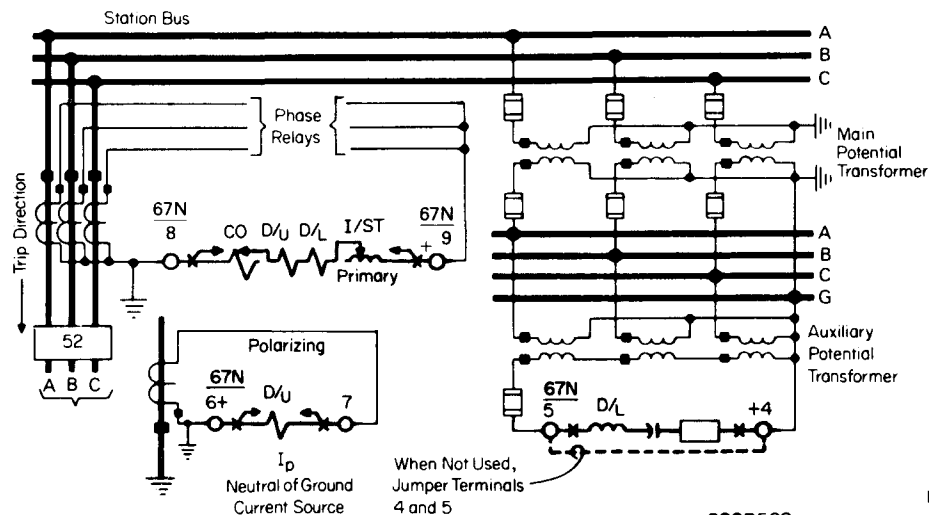 Station Bus
A
B
C
Phase
Relays
Main
Potential
Transformer
Trip Direction
67N
8
CO
D/U
D/L
I/ST
67N
+ 9
Primary
A
B
C
G
52
A B C
Polarizing
67N
6+
D/U
7
Ip
Neutral of Ground
Current Source
Auxiliary
Potential
Transformer
67N
5
D/L
+4
When Not Used,
Jumper Terminals
4 and 5